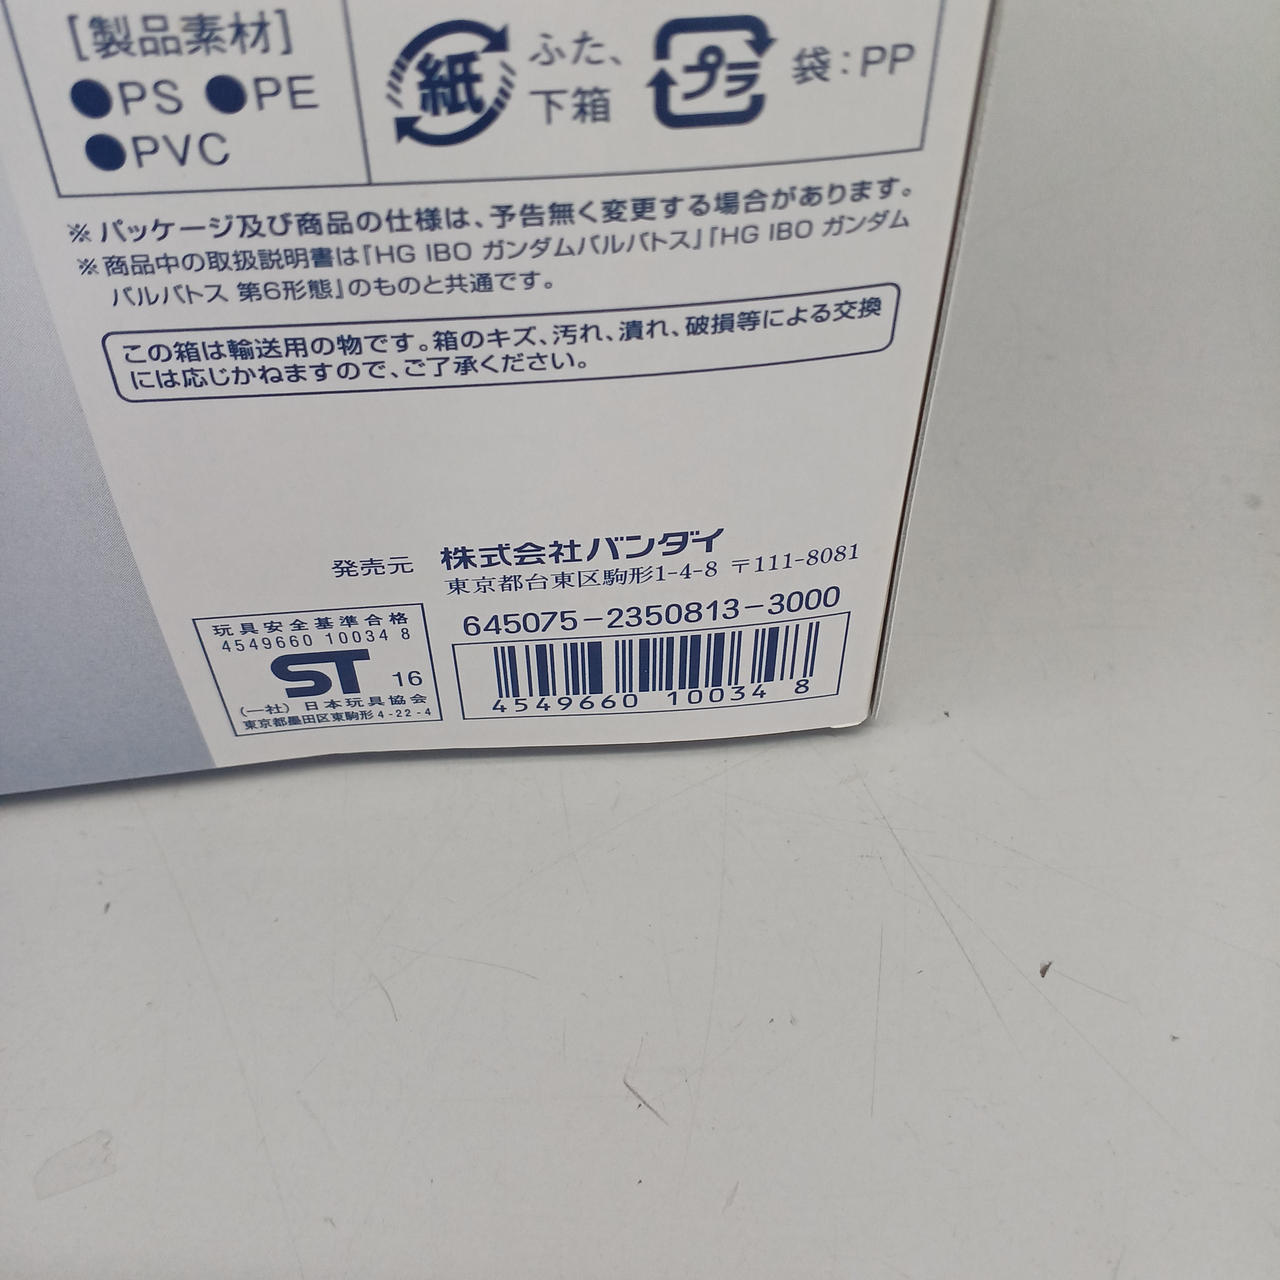 [製品素材]
●PS ●PE
●PVC
紙
ふた、
下箱
プラ
袋:PP
※パッケージ及び商品の仕様は、予告無く変更する場合があります。
※商品中の取扱説明書は「HG IBO ガンダムバルバトス」「HG IBO ガンダム
バルバトス 第6形態」のものと共通です。
この箱は輸送用の物です。箱のキズ、汚れ、潰れ、破損等による交換
には応じかねますので、ご了承ください。
発売元 株式会社バンダイ
東京都台東区駒形1-4-8 〒111-8081
645075-2350813-3000
4549660 10034 8
玩具安全基準合格
4549660 10034 8
ST 16
(一社) 日本玩具協会
東京都墨田区東駒形4-22-4